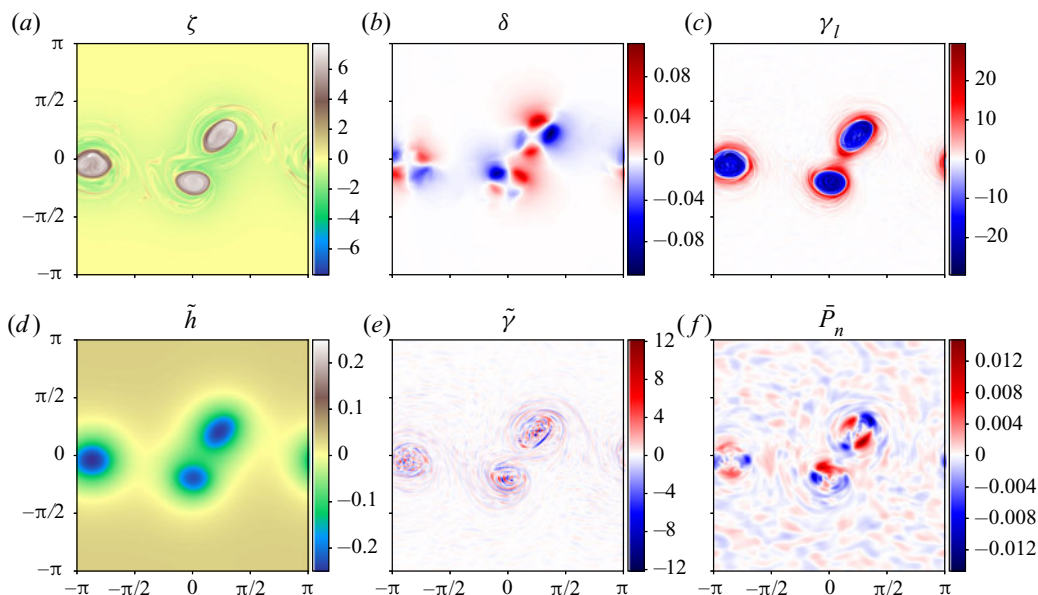 (a) ζ
π
π/2
0
−π/2
−π
6
4
2
0
−2
−4
−6
(b) δ
0.08
0.04
0
−0.04
−0.08
(c) γ_l
20
10
0
−10
−20
(d) h̃
π
π/2
0
−π/2
−π
−π −π/2 0 π/2 π
0.2
0.1
0
−0.1
−0.2
(e) γ̃
−π −π/2 0 π/2 π
12
8
4
0
−4
−8
−12
(f) P̄_n
−π −π/2 0 π/2 π
0.012
0.008
0.004
0
−0.004
−0.008
−0.012